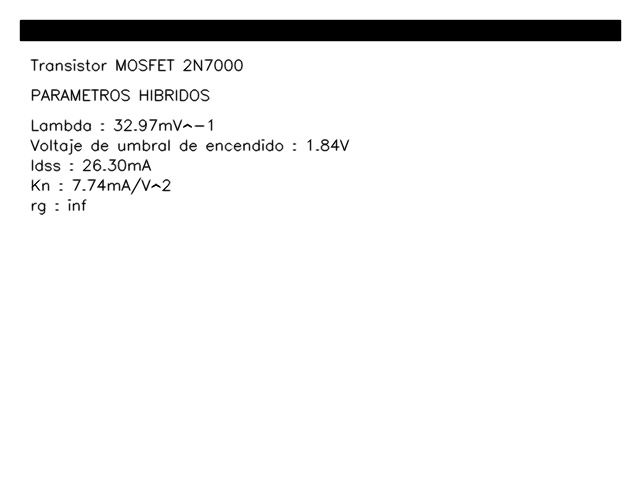 Transistor MOSFET 2N7000
PARAMETROS HIBRIDOS
Lambda : 32.97mV^-1
Voltaje de umbral de encendido : 1.84V
Idss : 26.30mA
Kn : 7.74mA/V^2
rg : inf